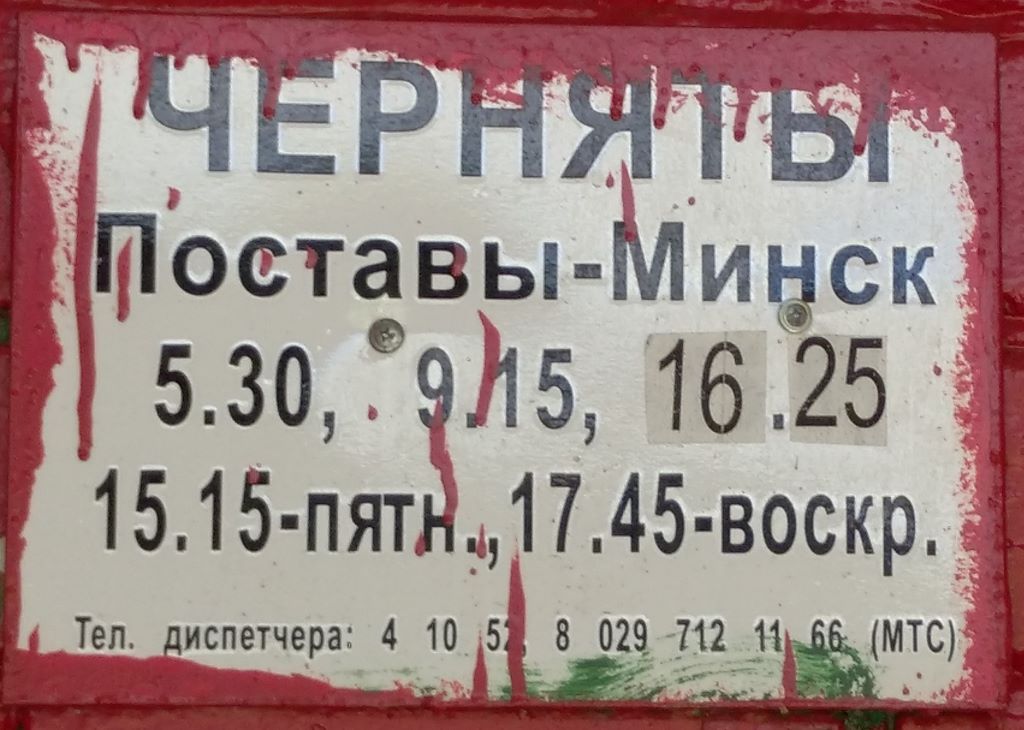 ЧЕРНЯТЫ
Поставы-Минск
5.30, 9.15, 16.25
15.15-пятн., 17.45-воскр.
Тел. диспетчера: 4 10 52, 8 029 712 11 66 (МТС)